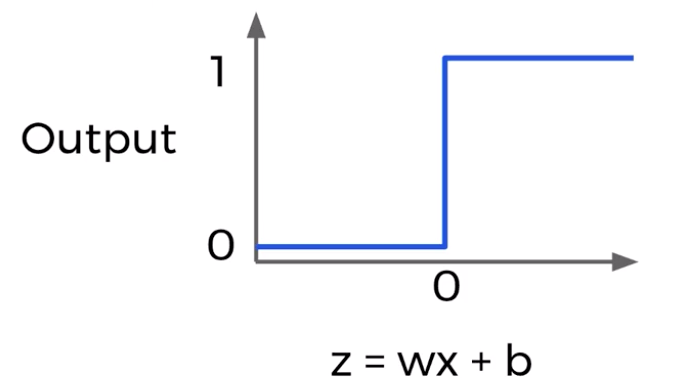 1
Output
0
0
z = wx + b